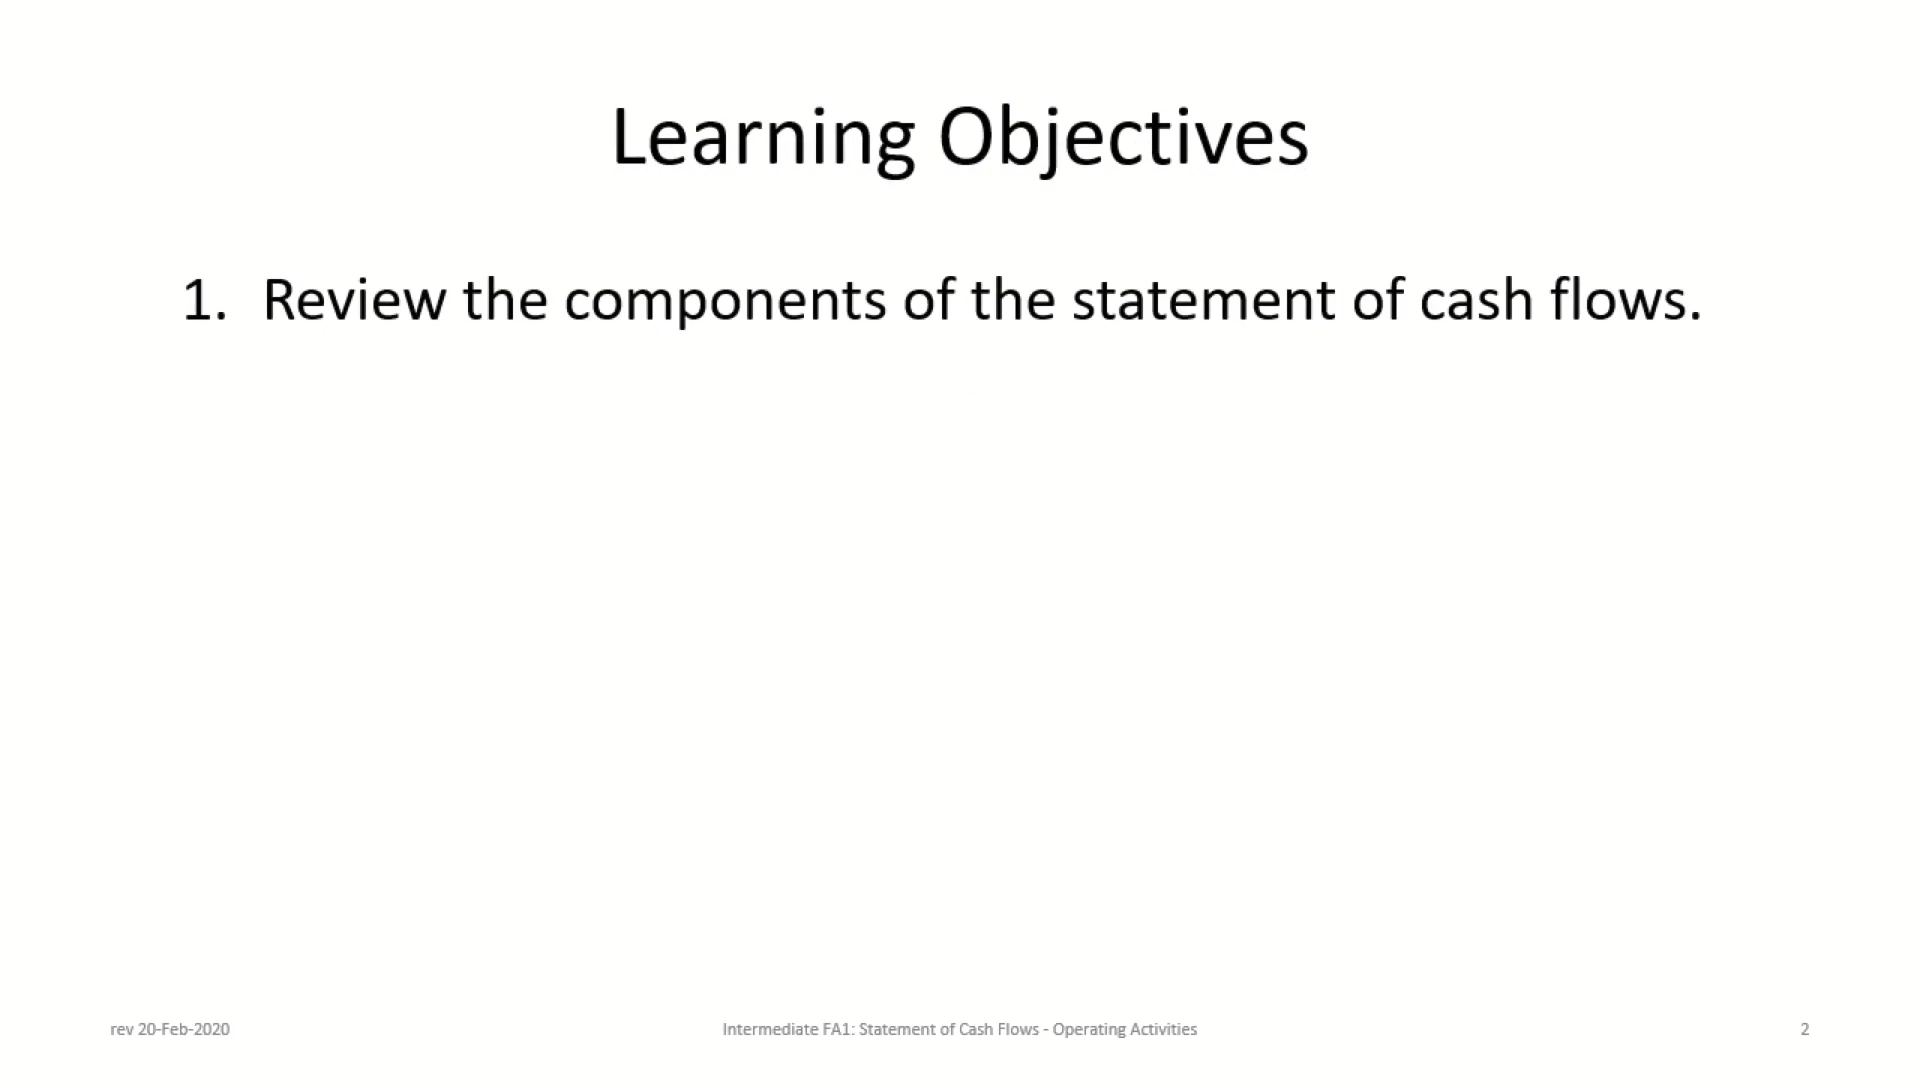 Learning Objectives
1. Review the components of the statement of cash flows.
rev 20-Feb-2020
Intermediate FA1: Statement of Cash Flows - Operating Activities
2